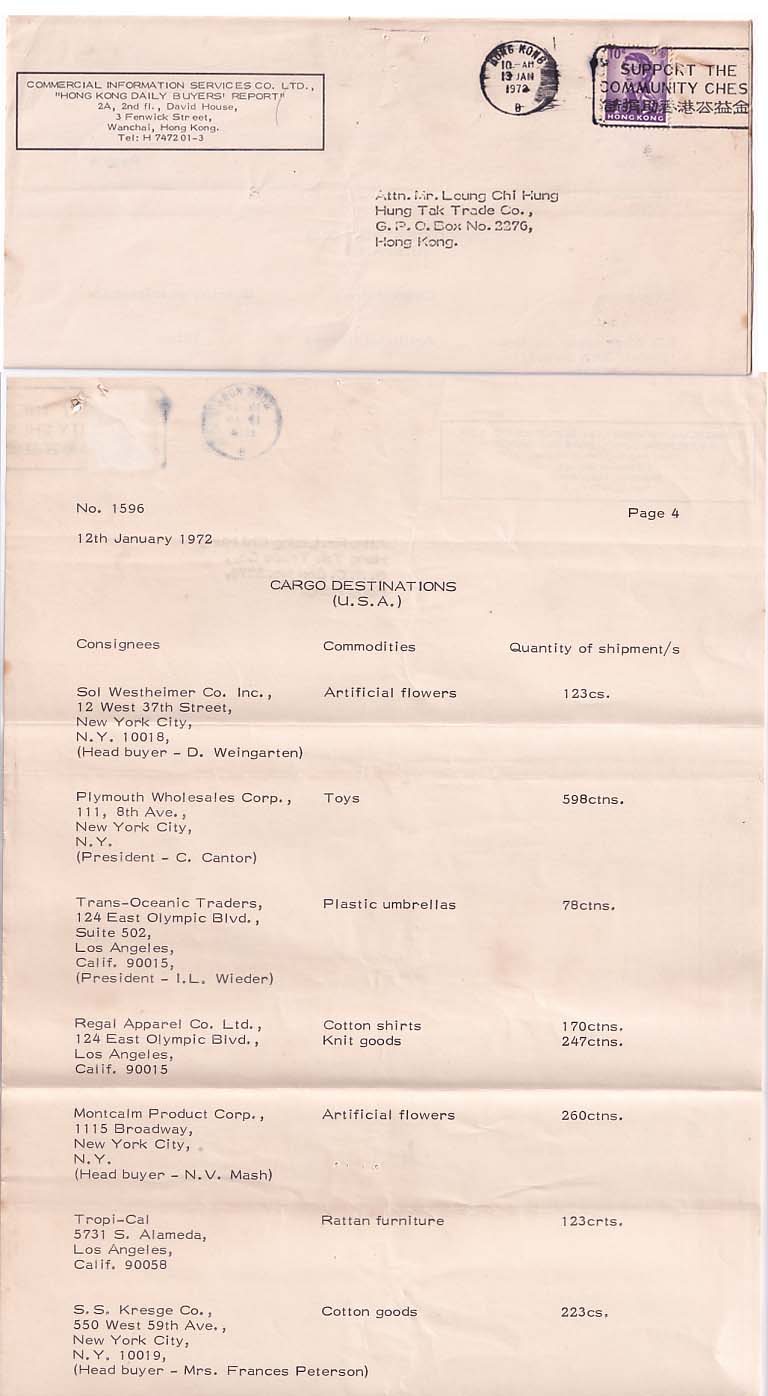 COMMERCIAL INFORMATION SERVICES CO. LTD.,
"HONG KONG DAILY BUYERS' REPORT"
2A, 2nd fl., David House,
3 Fenwick Street,
Wanchai, Hong Kong.
Tel: H 747201-3
HONG KONG
10-AM
13 JAN
1972
B
10¢
HONG KONG
SUPPORT THE
COMMUNITY CHES
請捐助香港公益金
Attn. Mr. Leung Chi Hung
Hung Tak Trade Co.,
G. P. O. Box No. 2276,
Hong Kong.
No. 1596
Page 4
12th January 1972
CARGO DESTINATIONS
(U.S.A.)
Consignees Commodities Quantity of shipment/s
Sol Westheimer Co. Inc., Artificial flowers 123cs.
12 West 37th Street,
New York City,
N.Y. 10018,
(Head buyer - D. Weingarten)
Plymouth Wholesales Corp., Toys 598ctns.
111, 8th Ave.,
New York City,
N.Y.
(President - C. Cantor)
Trans-Oceanic Traders, Plastic umbrellas 78ctns.
124 East Olympic Blvd.,
Suite 502,
Los Angeles,
Calif. 90015,
(President - I.L. Wieder)
Regal Apparel Co. Ltd., Cotton shirts 170ctns.
124 East Olympic Blvd., Knit goods 247ctns.
Los Angeles,
Calif. 90015
Montcalm Product Corp., Artificial flowers 260ctns.
1115 Broadway,
New York City,
N.Y.
(Head buyer - N.V. Mash)
Tropi-Cal Rattan furniture 123crts.
5731 S. Alameda,
Los Angeles,
Calif. 90058
S.S. Kresge Co., Cotton goods 223cs.
550 West 59th Ave.,
New York City,
N.Y. 10019,
(Head buyer - Mrs. Frances Peterson)